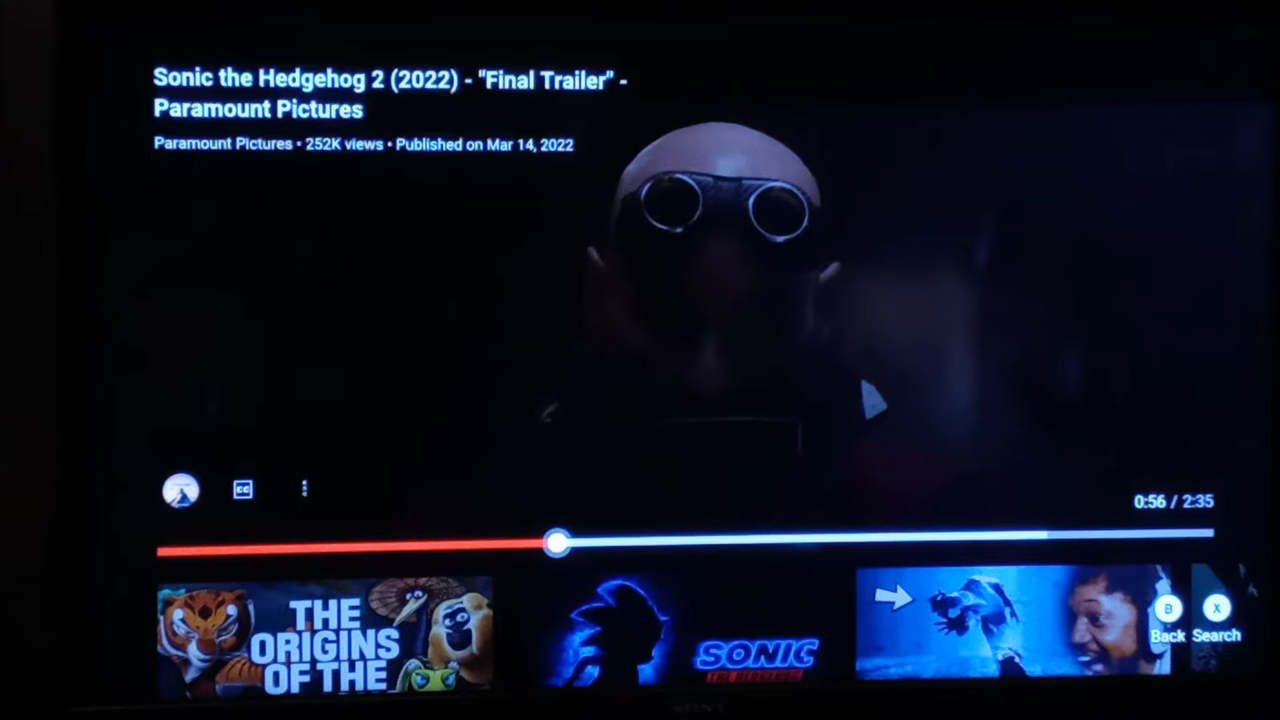 Sonic the Hedgehog 2 (2022) - "Final Trailer" -
Paramount Pictures
Paramount Pictures • 252K views • Published on Mar 14, 2022
CC
0:56 / 2:35
THE
ORIGINS
OF THE
SONIC
THE HEDGEHOG
B
X
Back
Search
SONY